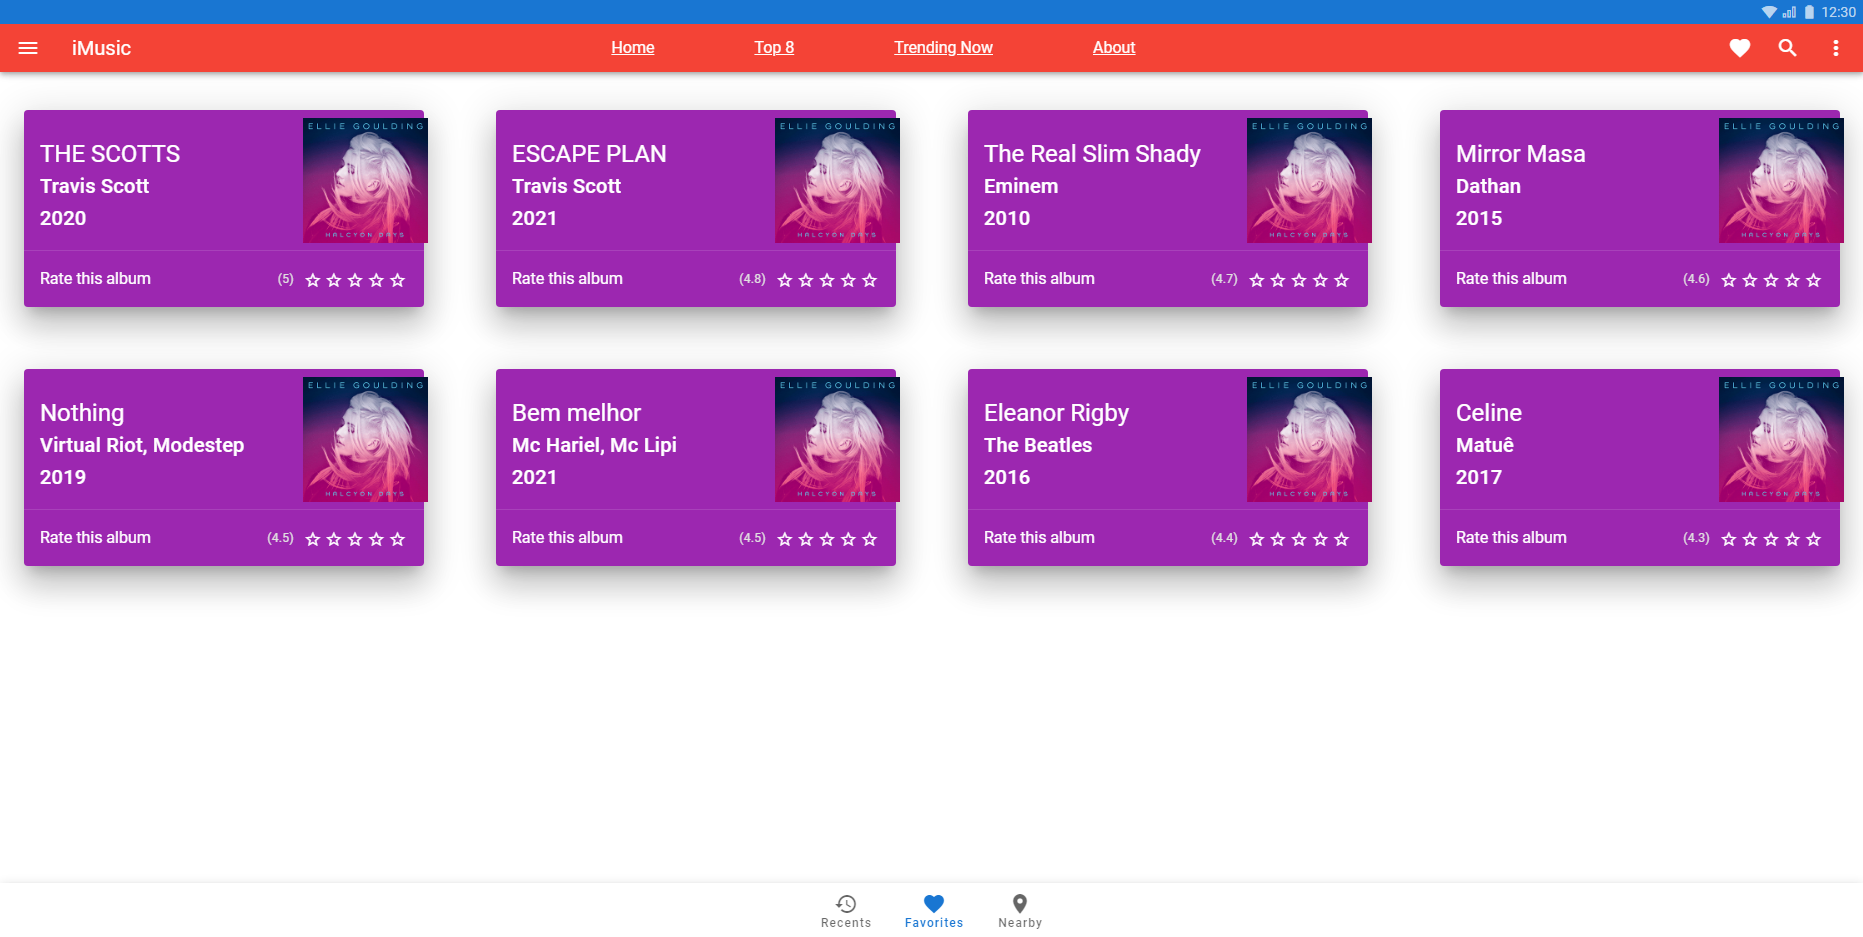 12:30
iMusic Home Top 8 Trending Now About
ELLIE GOULDING ELLIE GOULDING ELLIE GOULDING ELLIE GOULDING
THE SCOTTS ESCAPE PLAN The Real Slim Shady Mirror Masa
Travis Scott Travis Scott Eminem Dathan
2020 2021 2010 2015
HALCYON DAYS HALCYON DAYS HALCYON DAYS HALCYON DAYS
Rate this album (5) Rate this album (4.8) Rate this album (4.7) Rate this album (4.6)
ELLIE GOULDING ELLIE GOULDING ELLIE GOULDING ELLIE GOULDING
Nothing Bem melhor Eleanor Rigby Celine
Virtual Riot, Modestep Mc Hariel, Mc Lipi The Beatles Matuê
2019 2021 2016 2017
HALCYON DAYS HALCYON DAYS HALCYON DAYS HALCYON DAYS
Rate this album (4.5) Rate this album (4.5) Rate this album (4.4) Rate this album (4.3)
Recents Favorites Nearby